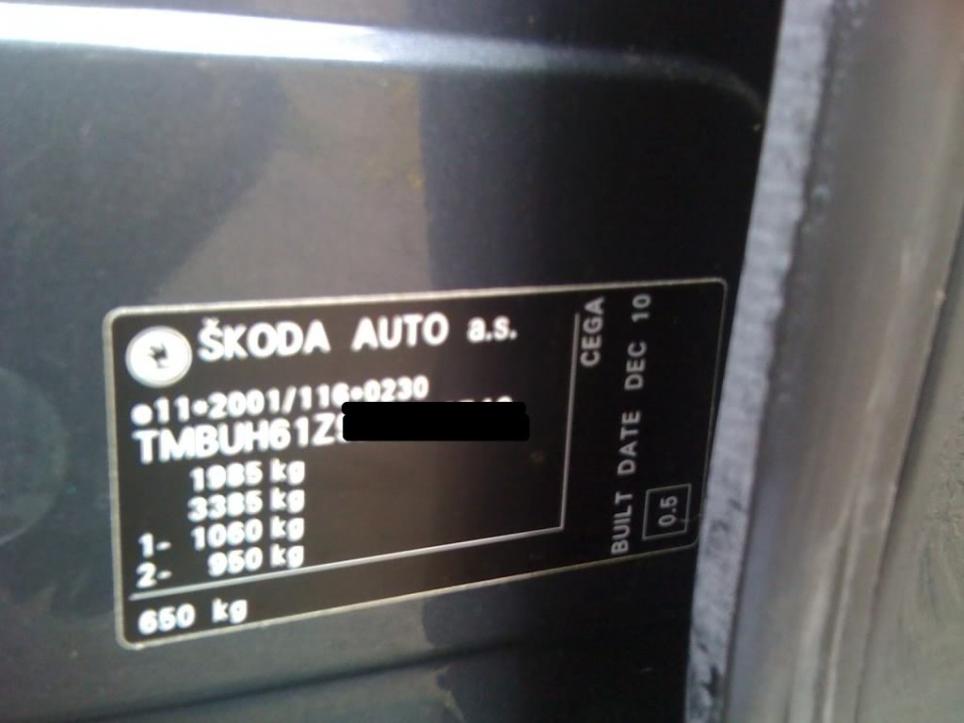 ŠKODA AUTO a.s.
e11*2001/116*0230
TMBUH61Z
1985 kg
3385 kg
1- 1060 kg
2- 950 kg
650 kg
CEGA
BUILT DATE DEC 10
0.5